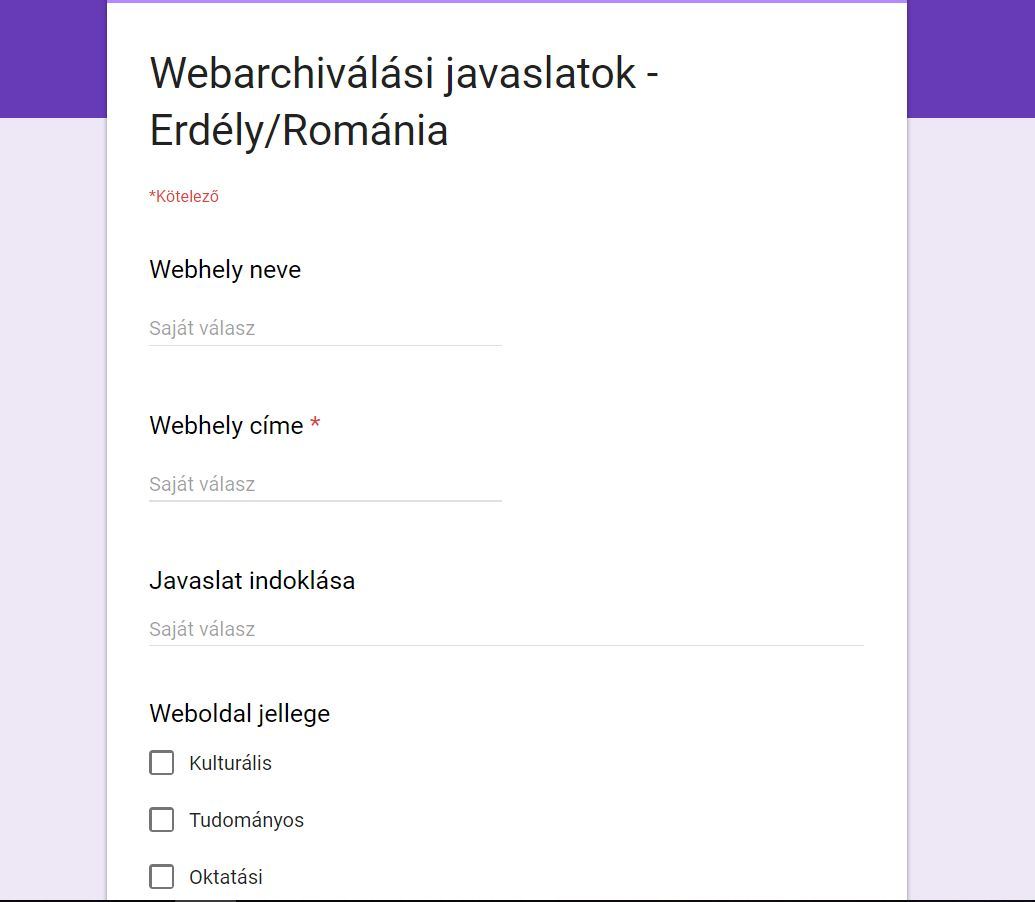 Webarchiválási javaslatok -
Erdély/Románia
*Kötelező
Webhely neve
Saját válasz
Webhely címe *
Saját válasz
Javaslat indoklása
Saját válasz
Weboldal jellege
Kulturális
Tudományos
Oktatási